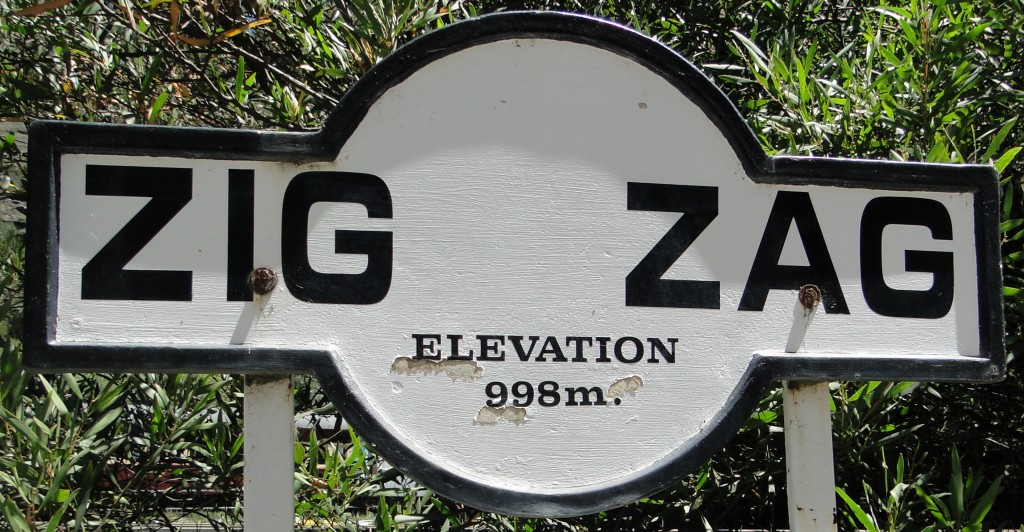 ZIG ZAG
ELEVATION
998m.